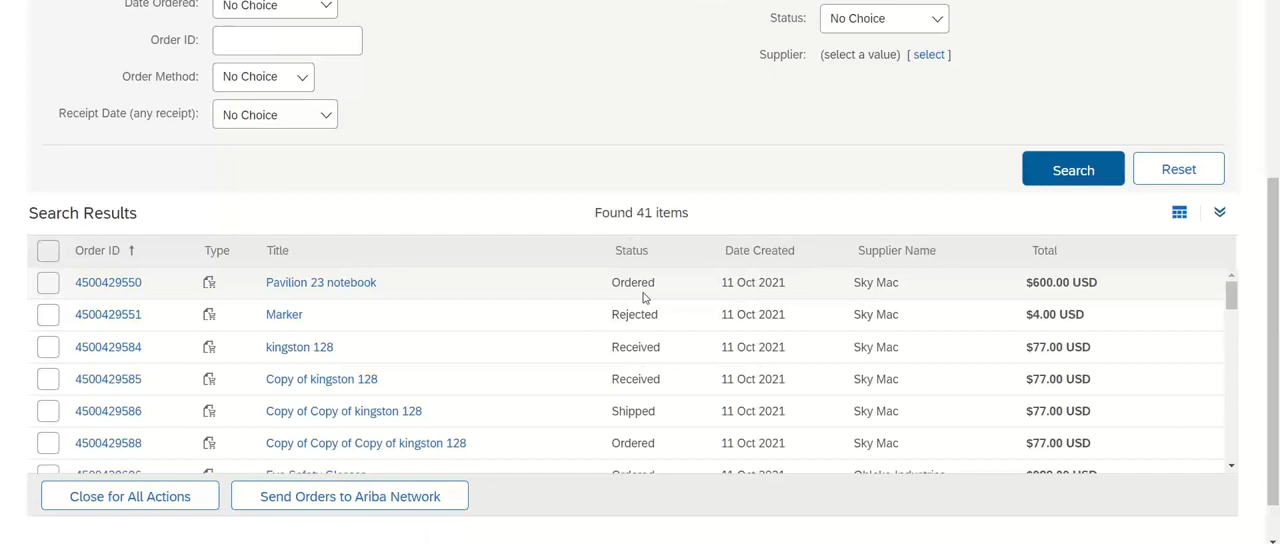 Date Ordered: No Choice
Status: No Choice
Order ID:
Supplier: (select a value) [ select ]
Order Method: No Choice
Receipt Date (any receipt): No Choice
Search Reset
Search Results Found 41 items
Order ID ↑ Type Title Status Date Created Supplier Name Total
4500429550 Pavilion 23 notebook Ordered 11 Oct 2021 Sky Mac $600.00 USD
4500429551 Marker Rejected 11 Oct 2021 Sky Mac $4.00 USD
4500429584 kingston 128 Received 11 Oct 2021 Sky Mac $77.00 USD
4500429585 Copy of kingston 128 Received 11 Oct 2021 Sky Mac $77.00 USD
4500429586 Copy of Copy of kingston 128 Shipped 11 Oct 2021 Sky Mac $77.00 USD
4500429588 Copy of Copy of Copy of kingston 128 Ordered 11 Oct 2021 Sky Mac $77.00 USD
Ordered 11 Oct 2021 USD
Close for All Actions Send Orders to Ariba Network